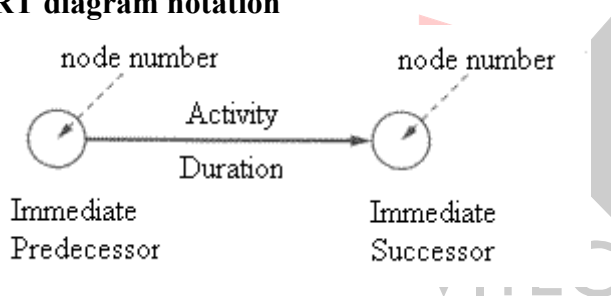 RT diagram notation
node number
node number
Activity
Duration
Immediate
Predecessor
Immediate
Successor